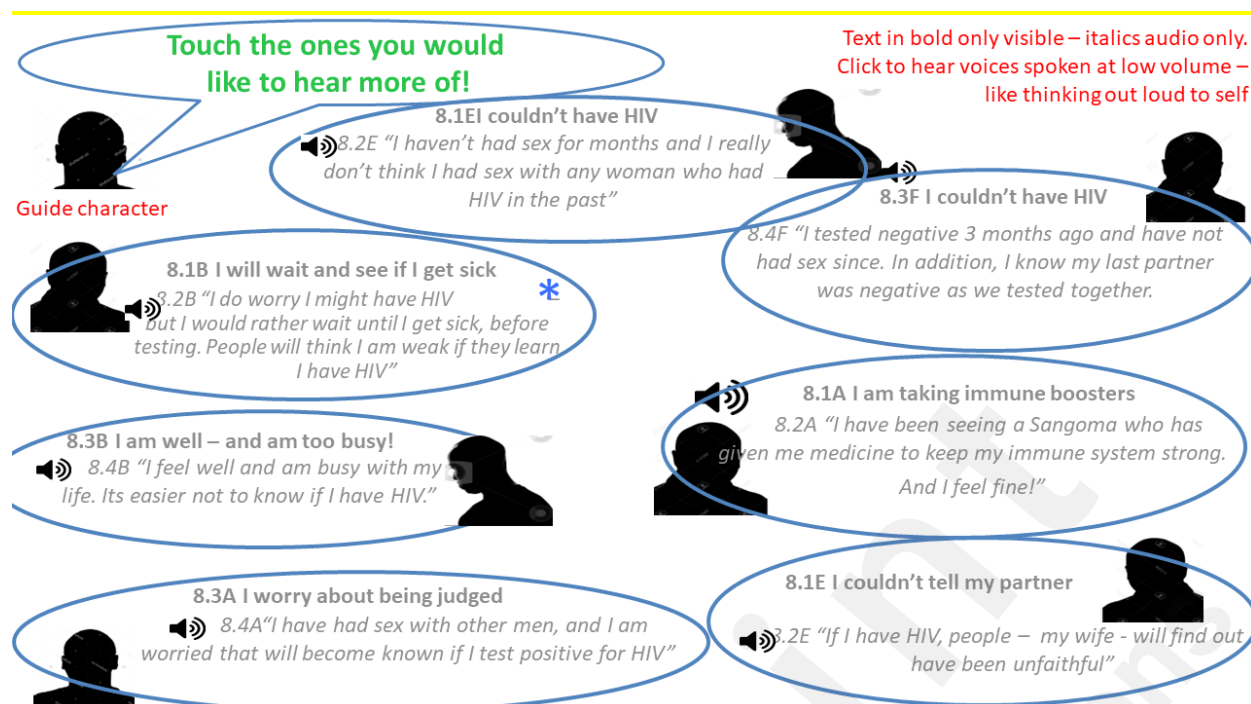 Touch the ones you would
like to hear more of!
Text in bold only visible – italics audio only.
Click to hear voices spoken at low volume –
like thinking out loud to self
Guide character
8.1EI couldn't have HIV
8.2E “I haven't had sex for months and I really
don't think I had sex with any woman who had
HIV in the past”
8.3F I couldn't have HIV
8.4F “I tested negative 3 months ago and have not
had sex since. In addition, I know my last partner
was negative as we tested together.
8.1B I will wait and see if I get sick
*
8.2B “I do worry I might have HIV
but I would rather wait until I get sick, before
testing. People will think I am weak if they learn
I have HIV”
8.1A I am taking immune boosters
8.2A “I have been seeing a Sangoma who has
given me medicine to keep my immune system strong.
And I feel fine!”
8.3B I am well – and am too busy!
8.4B “I feel well and am busy with my
life. Its easier not to know if I have HIV.”
8.1E I couldn't tell my partner
8.2E “If I have HIV, people – my wife - will find out
have been unfaithful”
8.3A I worry about being judged
8.4A“I have had sex with other men, and I am
worried that will become known if I test positive for HIV”